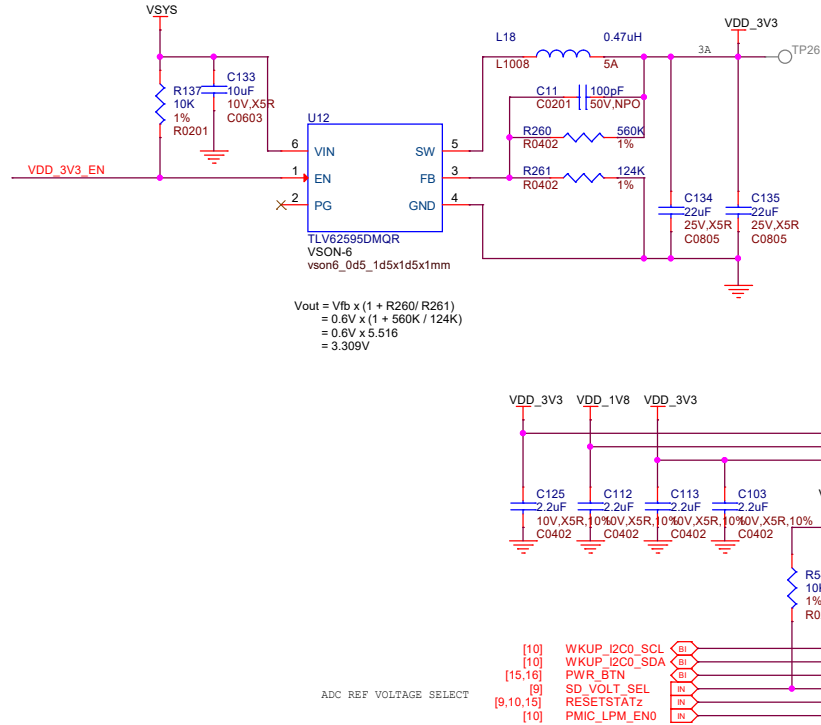 VSYS
R137
10K
1%
R0201
C133
10uF
10V,X5R
C0603
VDD_3V3_EN
U12
6 VIN
1 EN
2 PG
SW 5
FB 3
GND 4
TLV62595DMQR
VSON-6
vson6_0d5_1d5x1d5x1mm
L18 0.47uH
L1008 5A
C11 100pF
C0201 50V,NPO
R260 560K
R0402 1%
R261 124K
R0402 1%
VDD_3V3
3A
TP26
C134
22uF
25V,X5R
C0805
C135
22uF
25V,X5R
C0805
Vout = Vfb x (1 + R260/ R261)
= 0.6V x (1 + 560K / 124K)
= 0.6V x 5.516
= 3.309V
VDD_3V3 VDD_1V8 VDD_3V3
C125
2.2uF
10V,X5R,10%
C0402
C112
2.2uF
10V,X5R,10%
C0402
C113
2.2uF
10V,X5R,10%
C0402
C103
2.2uF
10V,X5R,10%
C0402
1%
[10] WKUP_I2C0_SCL BI
[10] WKUP_I2C0_SDA BI
[15,16] PWR_BTN BI
[9] SD_VOLT_SEL IN
[9,10,15] RESETSTATz IN
[10] PMIC_LPM_EN0 IN
ADC REF VOLTAGE SELECT